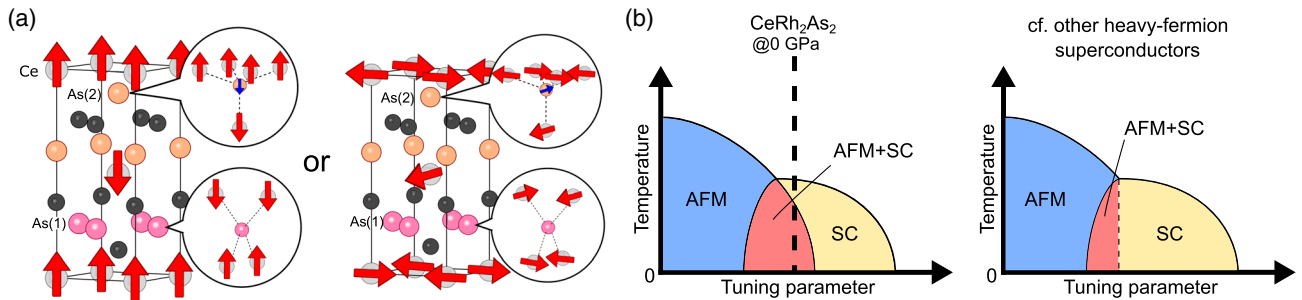 (a)
Ce
As(2)
As(1)
or
As(2)
As(1)
(b)
CeRh₂As₂
@0 GPa
Temperature
AFM
AFM+SC
SC
0
Tuning parameter
cf. other heavy-fermion
superconductors
Temperature
AFM
AFM+SC
SC
0
Tuning parameter